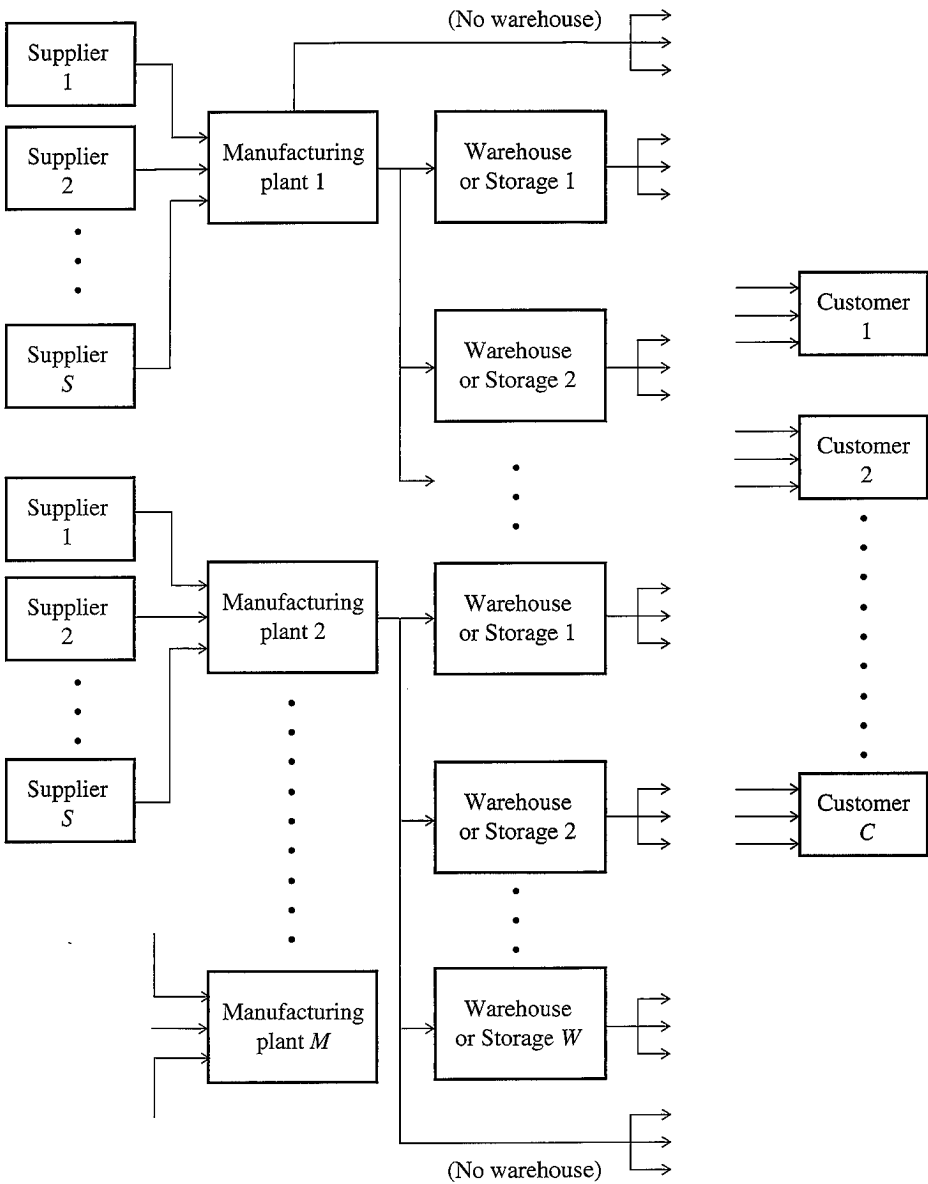 (No warehouse)
Supplier
1
Supplier
2
Supplier
S
Manufacturing
plant 1
Warehouse
or Storage 1
Warehouse
or Storage 2
Customer
1
Customer
2
Supplier
1
Supplier
2
Supplier
S
Manufacturing
plant 2
Warehouse
or Storage 1
Warehouse
or Storage 2
Customer
C
Manufacturing
plant M
Warehouse
or Storage W
(No warehouse)